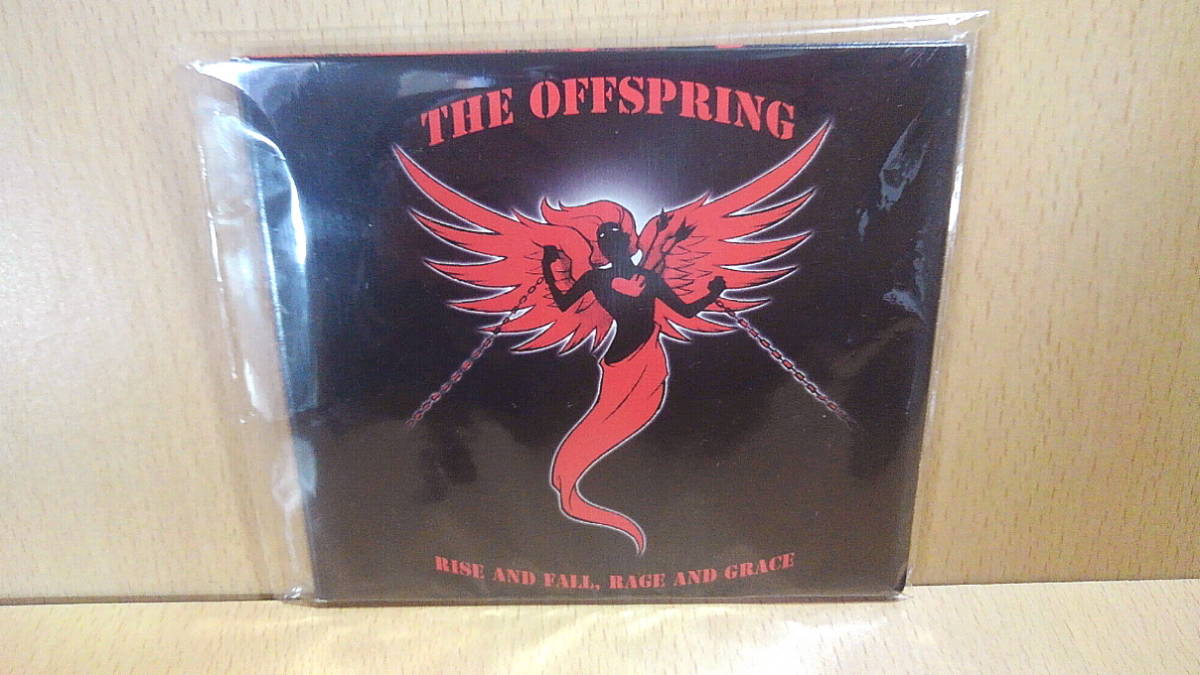 THE OFFSPRING
RISE AND FALL, RAGE AND GRACE